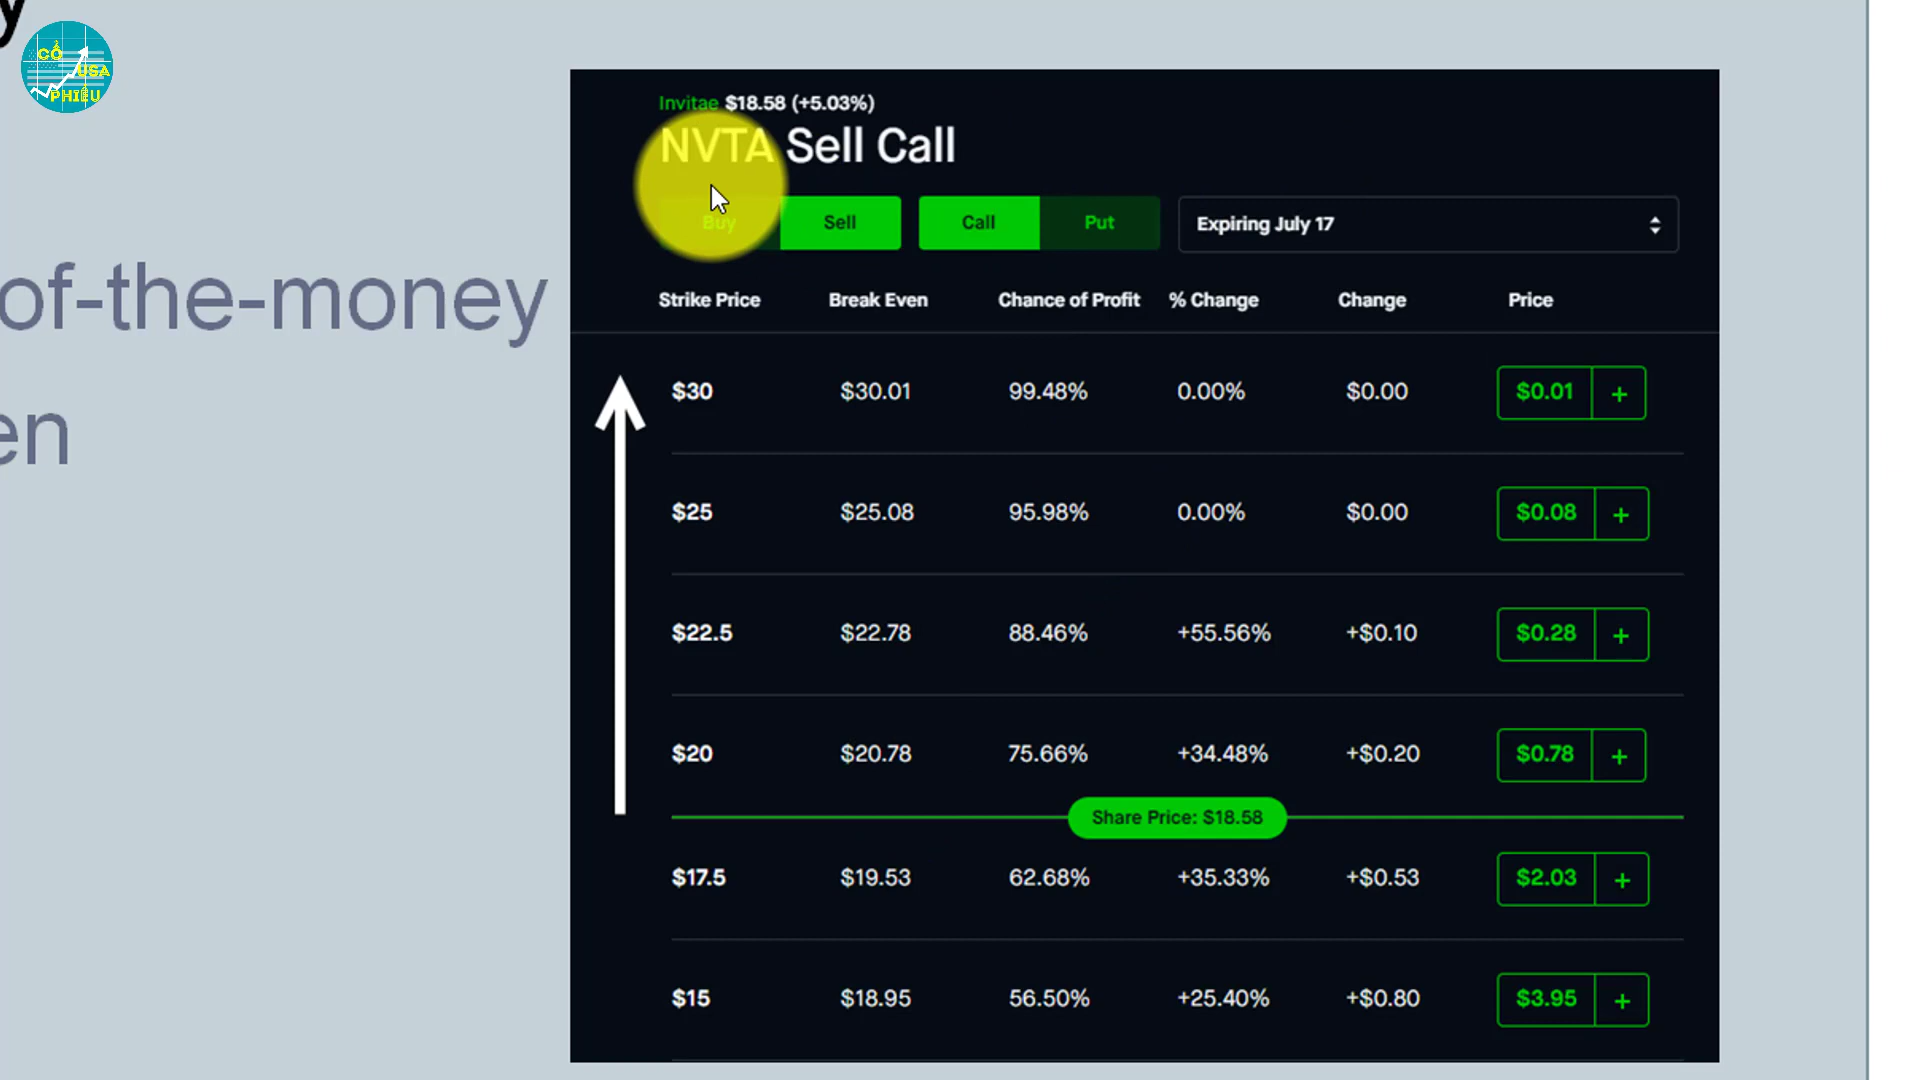 y
CỔ
USA
PHIẾU
Invitae $18.58 (+5.03%)
NVTA Sell Call
Buy Sell Call Put Expiring July 17
of-the-money
en
Strike Price Break Even Chance of Profit % Change Change Price
$30 $30.01 99.48% 0.00% $0.00 $0.01 +
$25 $25.08 95.98% 0.00% $0.00 $0.08 +
$22.5 $22.78 88.46% +55.56% +$0.10 $0.28 +
$20 $20.78 75.66% +34.48% +$0.20 $0.78 +
Share Price: $18.58
$17.5 $19.53 62.68% +35.33% +$0.53 $2.03 +
$15 $18.95 56.50% +25.40% +$0.80 $3.95 +